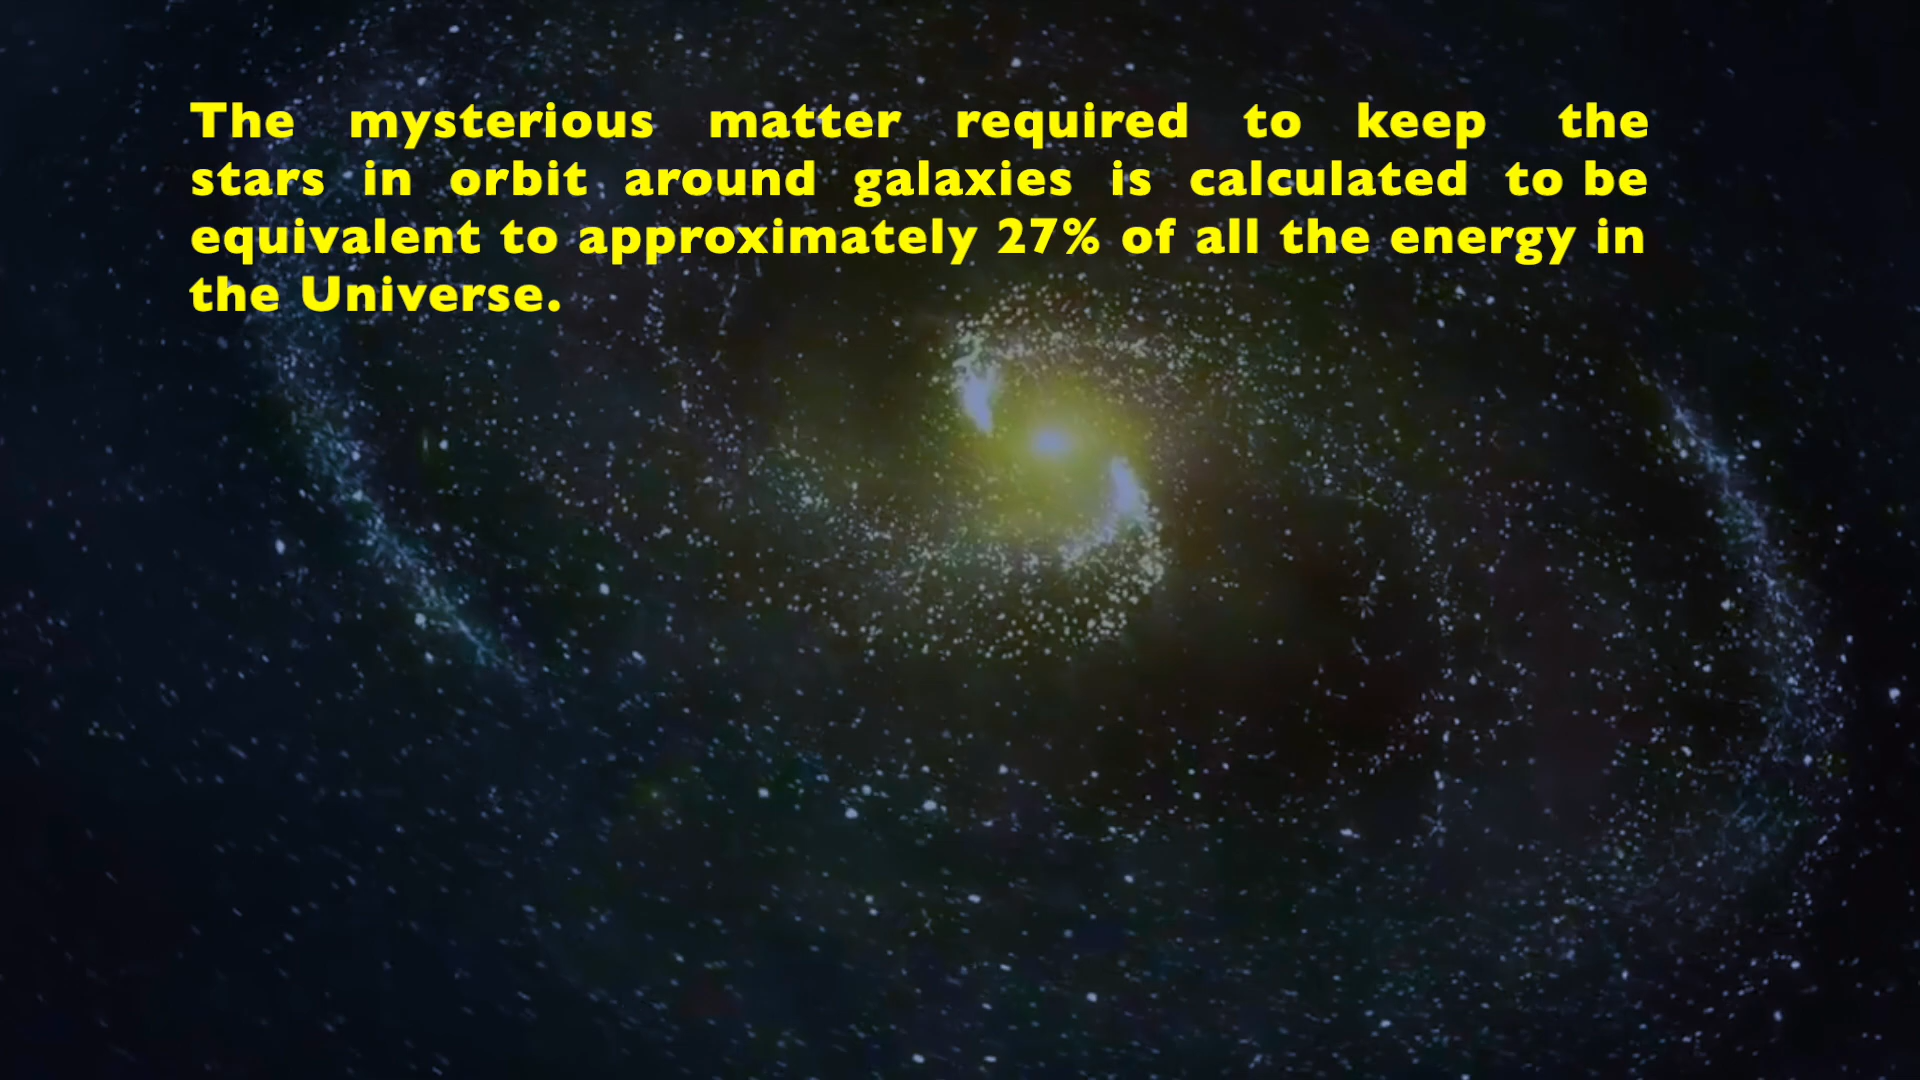 The mysterious matter required to keep the
stars in orbit around galaxies is calculated to be
equivalent to approximately 27% of all the energy in
the Universe.